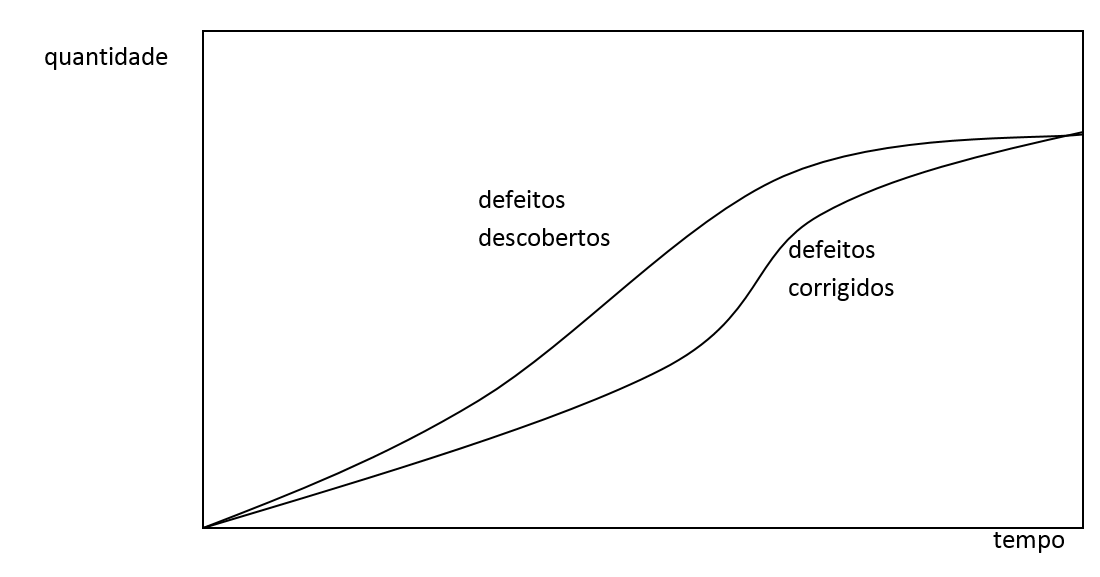 quantidade
defeitos
descobertos
defeitos
corrigidos
tempo